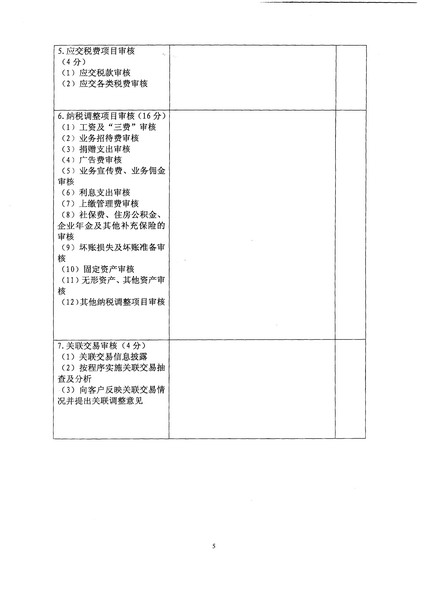 5.应交税费项目审核
(4 分)
(1)应交税款审核
(2)应交各类税费审核
6.纳税调整项目审核(16 分)
(1)工资及“三费”审核
(2)业务招待费审核
(3)捐赠支出审核
(4)广告费审核
(5)业务宣传费、业务佣金
审核
(6)利息支出审核
(7)上缴管理费审核
(8)社保费、住房公积金、
企业年金及其他补充保险的
审核
(9)坏账损失及坏账准备审
核
(10)固定资产审核
(11)无形资产、其他资产审
核
(12)其他纳税调整项目审核
7.关联交易审核(4 分)
(1)关联交易信息披露
(2)按程序实施关联交易抽
查及分析
(3)向客户反映关联交易情
况并提出关联调整意见
5